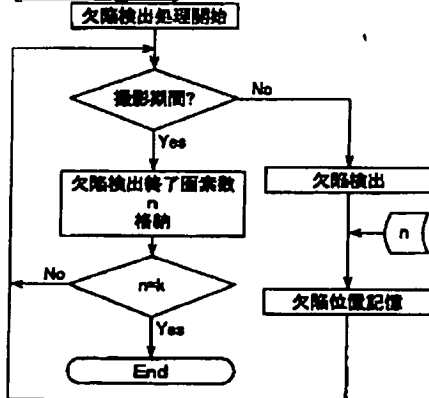 欠陥検出処理開始
撮影期間?
No
Yes
欠陥検出終了画素数
n
格納
欠陥検出
n
No
n=k
欠陥位置記憶
Yes
End